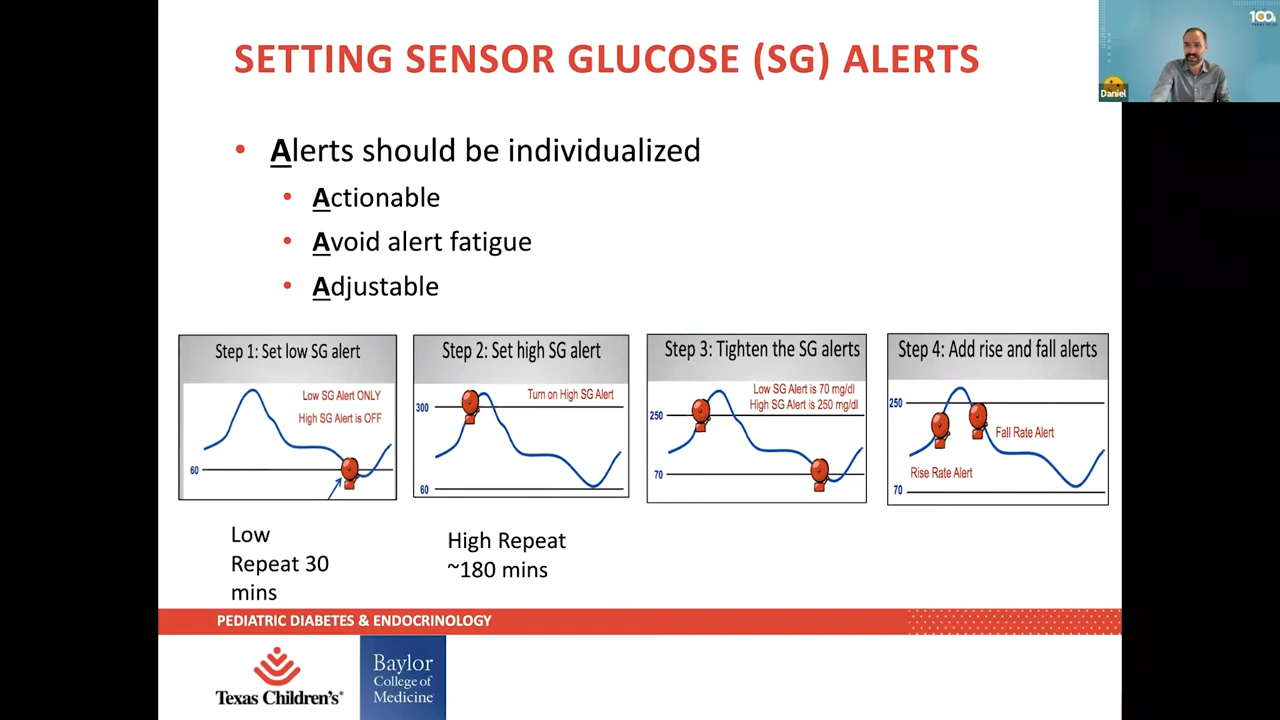 SETTING SENSOR GLUCOSE (SG) ALERTS
100
Daniel
• Alerts should be individualized
• Actionable
• Avoid alert fatigue
• Adjustable
Step 1: Set low SG alert
Low SG Alert ONLY
High SG Alert is OFF
60
Step 2: Set high SG alert
Turn on High SG Alert
300
60
Step 3: Tighten the SG alerts
Low SG Alert is 70 mg/dl
High SG Alert is 250 mg/dl
250
70
Step 4: Add rise and fall alerts
250
Fall Rate Alert
Rise Rate Alert
70
Low
Repeat 30
mins
High Repeat
~180 mins
PEDIATRIC DIABETES & ENDOCRINOLOGY
Texas Children's
Baylor
College of
Medicine